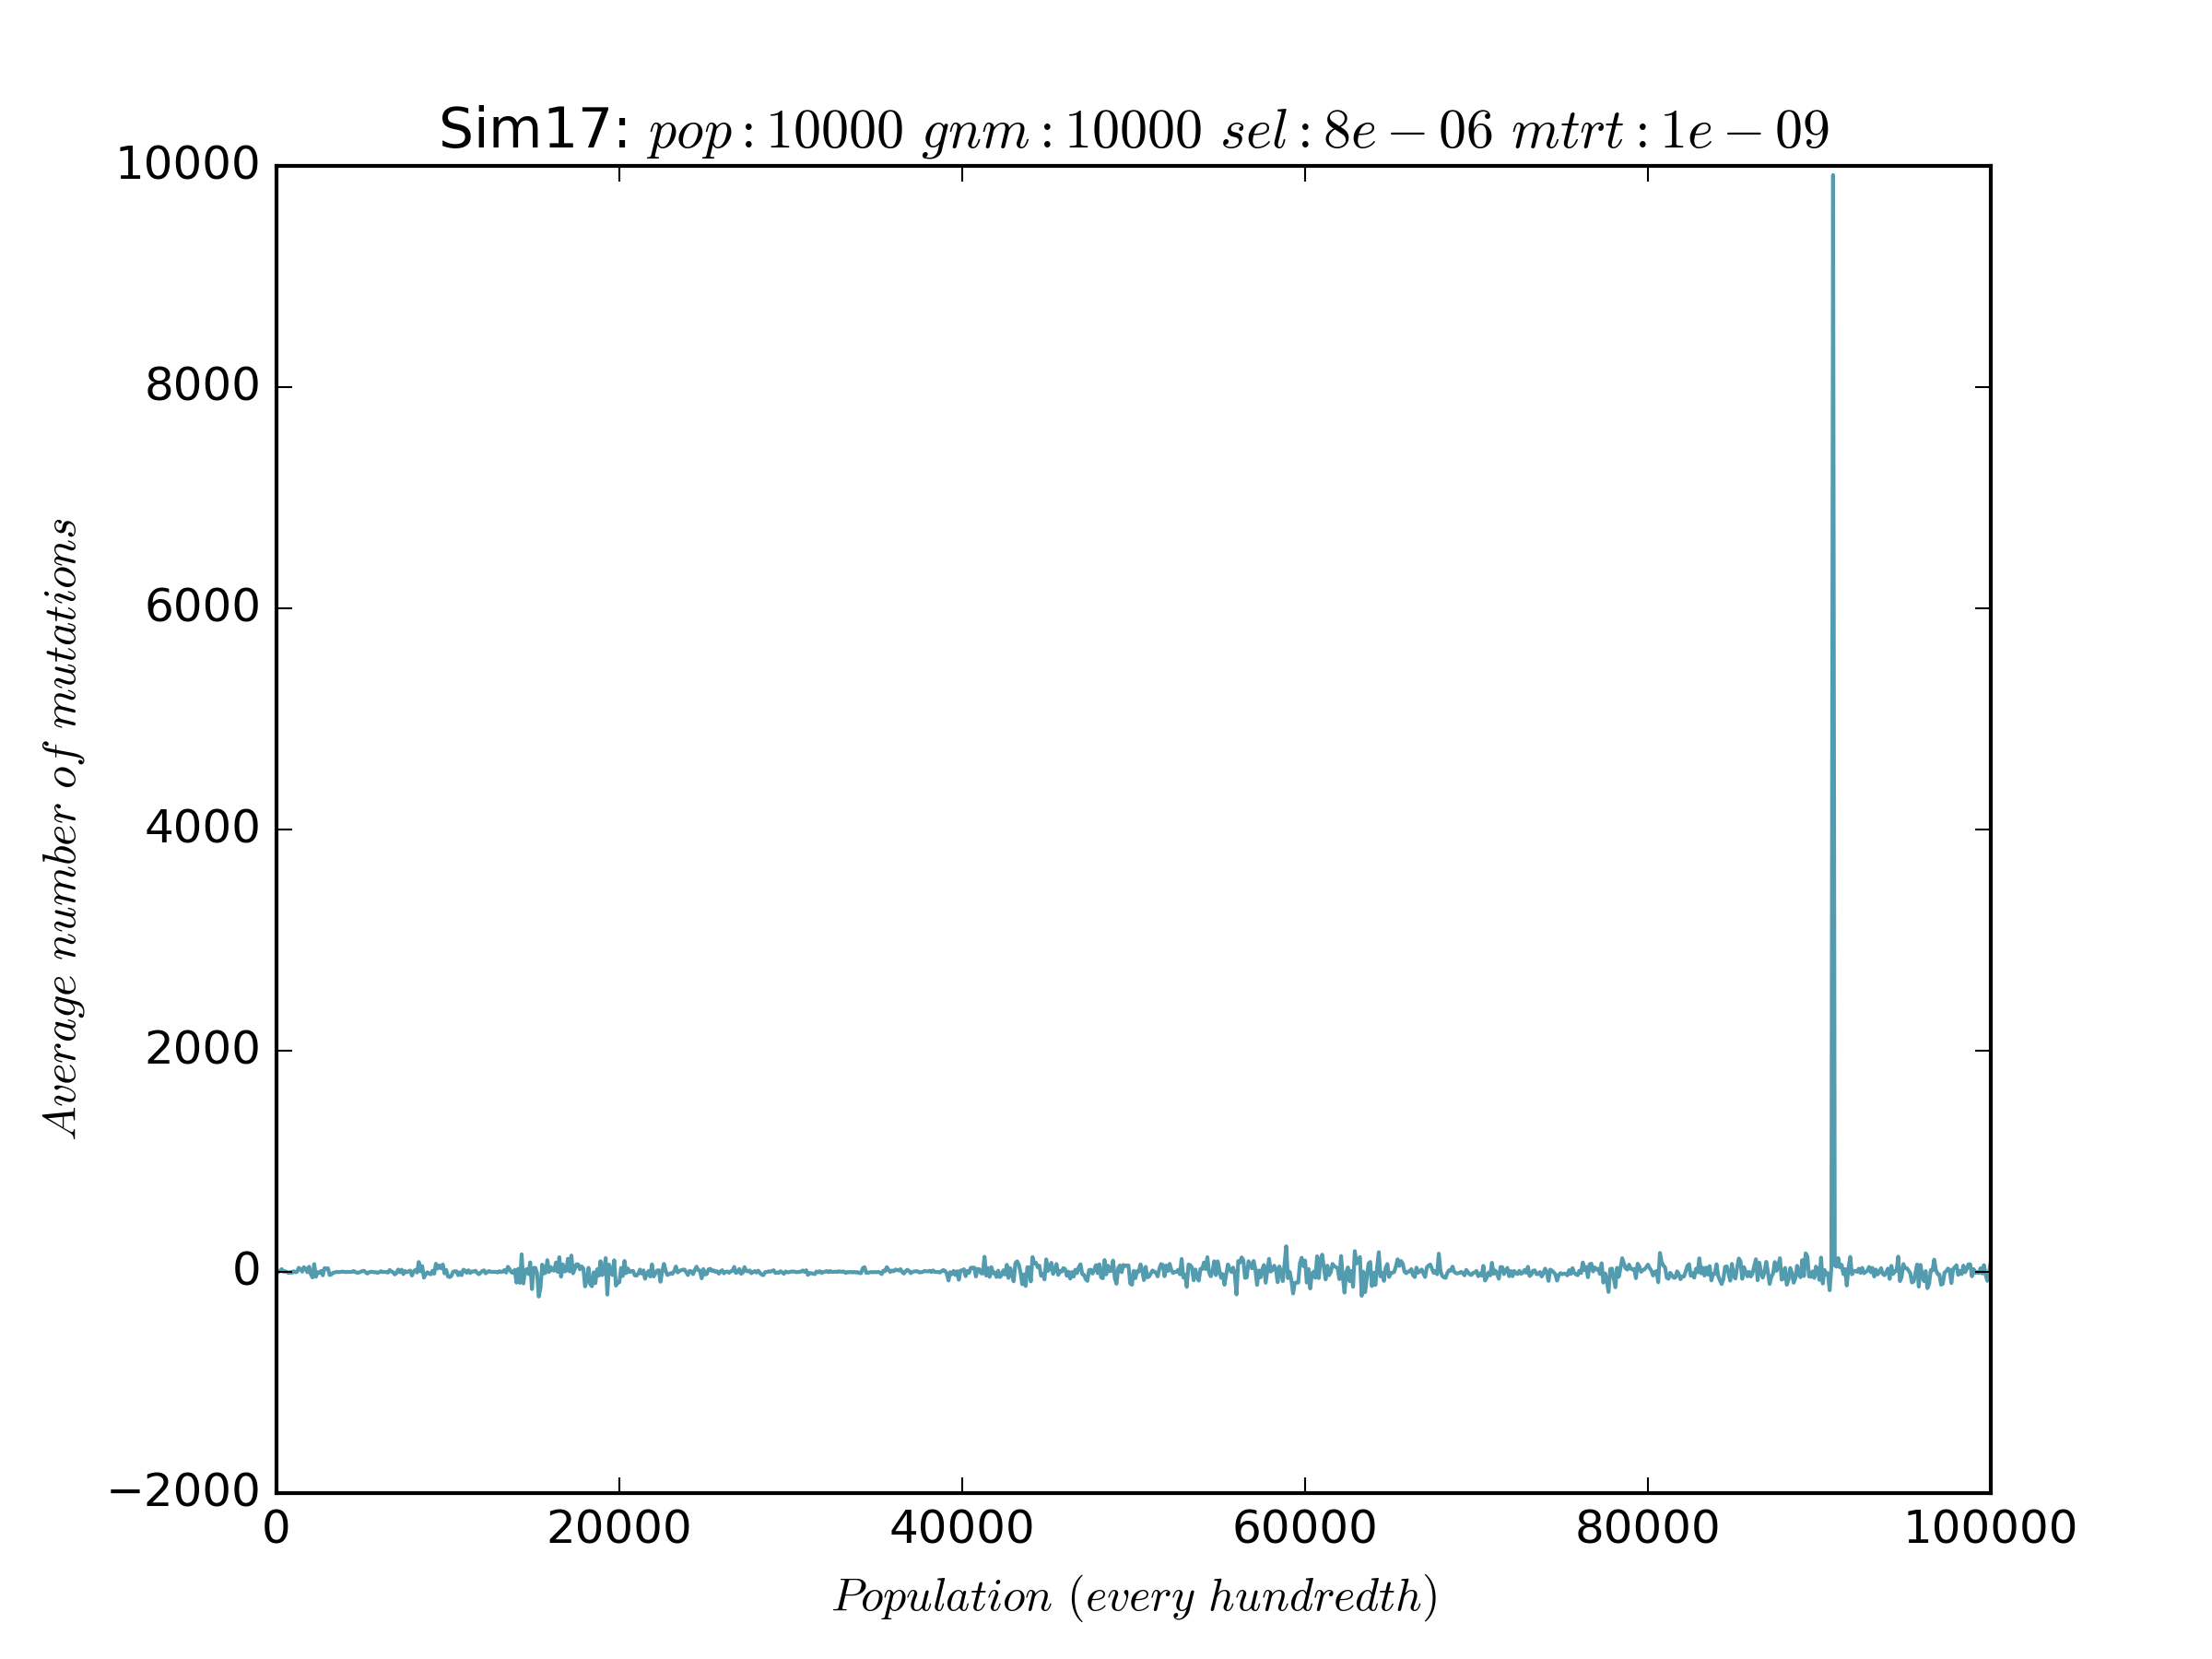 Sim17: pop : 10000 gnm : 10000 sel : 8e − 06 mtrt : 1e − 09
10000
8000
6000
4000
2000
0
−2000
Average number of mutations
0 20000 40000 60000 80000 100000
Population (every hundredth)